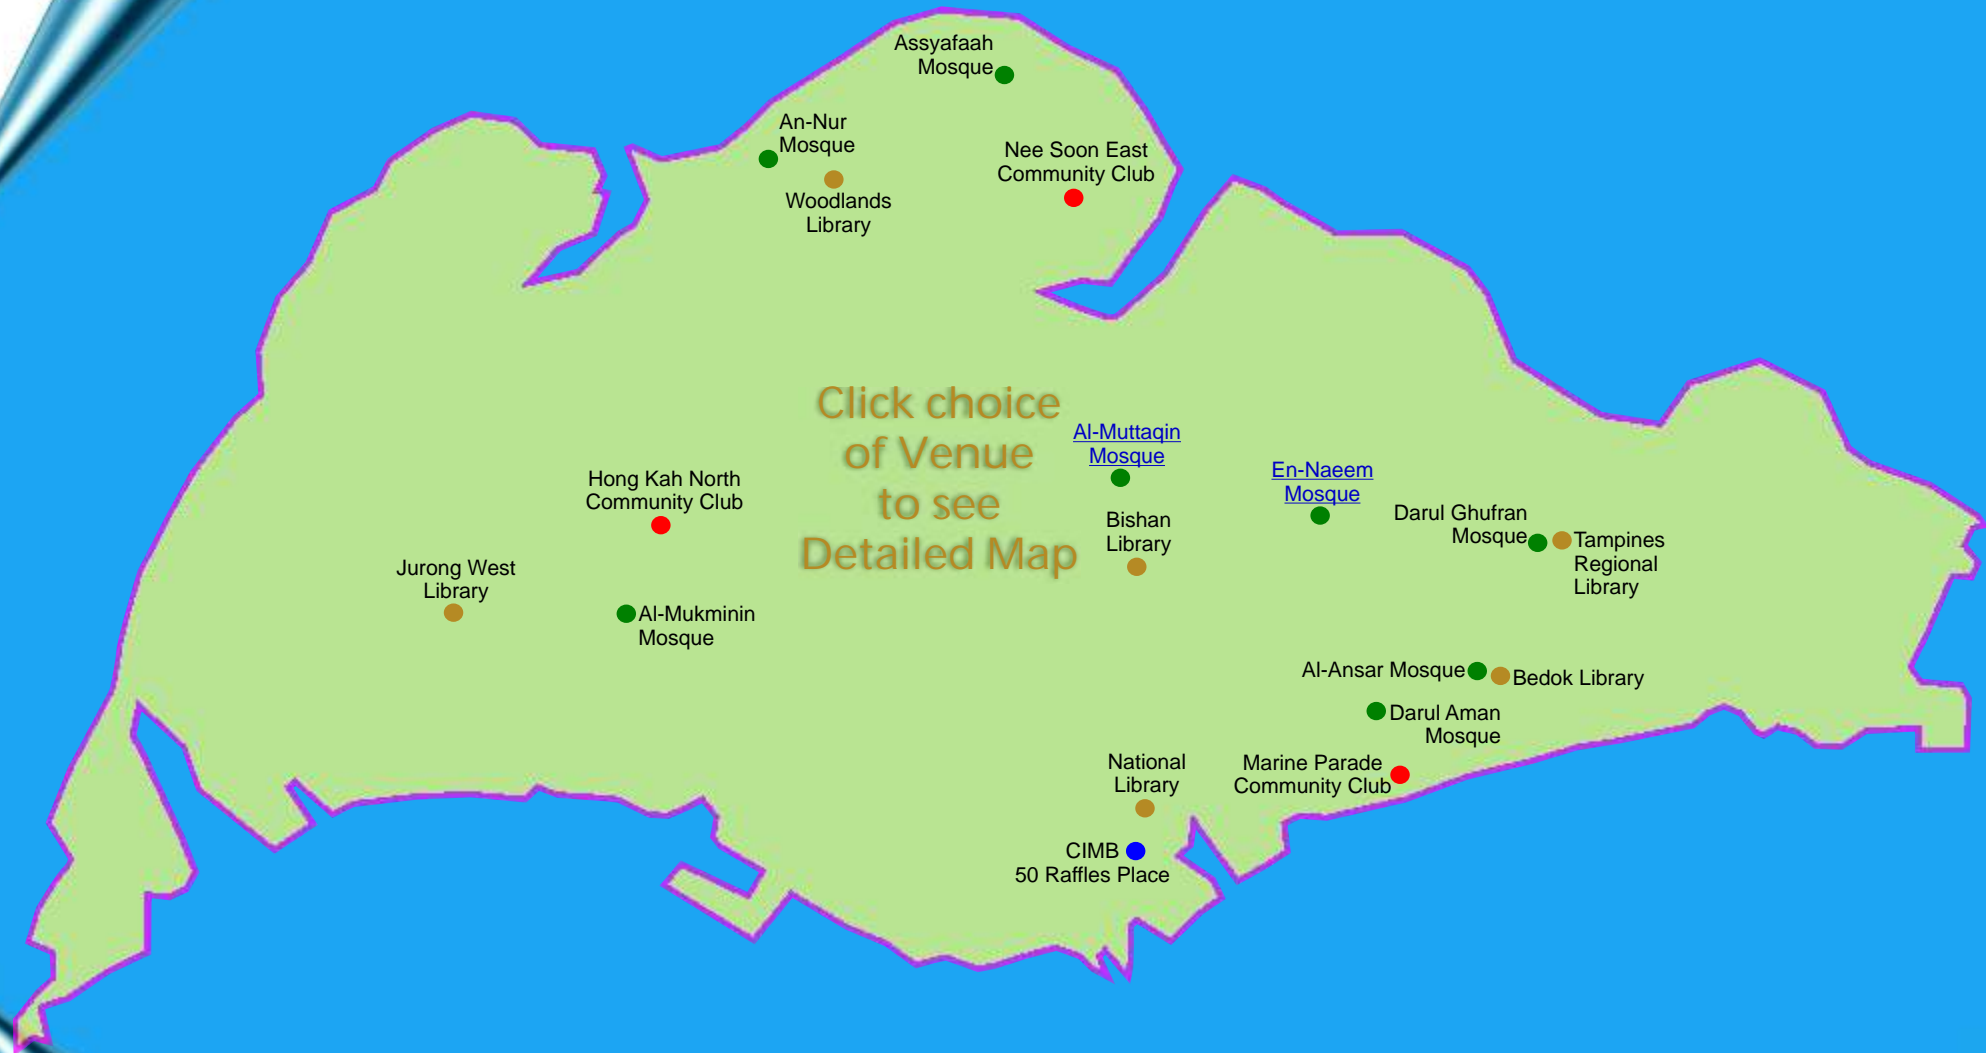 Assyafaah
Mosque
An-Nur
Mosque
Nee Soon East
Community Club
Woodlands
Library
Click choice
of Venue
to see
Detailed Map
Al-Muttaqin
Mosque
En-Naeem
Mosque
Hong Kah North
Community Club
Bishan
Library
Darul Ghufran
Mosque
Tampines
Regional
Library
Jurong West
Library
Al-Mukminin
Mosque
Al-Ansar Mosque
Bedok Library
Darul Aman
Mosque
National
Library
Marine Parade
Community Club
CIMB
50 Raffles Place